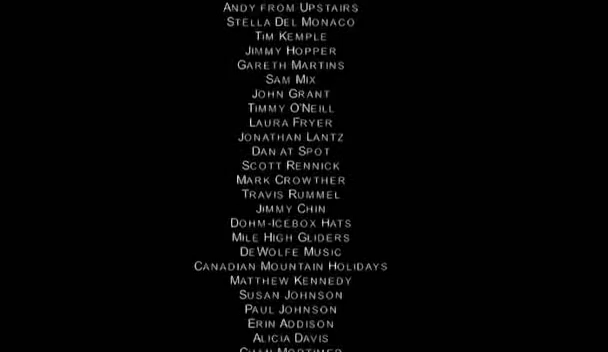 Andy from Upstairs
Stella Del Monaco
Tim Kemple
Jimmy Hopper
Gareth Martins
Sam Mix
John Grant
Timmy O'Neill
Laura Fryer
Jonathan Lantz
Dan at Spot
Scott Rennick
Mark Crowther
Travis Rummel
Jimmy Chin
Dohm-Icebox Hats
Mile High Gliders
DeWolfe Music
Canadian Mountain Holidays
Matthew Kennedy
Susan Johnson
Paul Johnson
Erin Addison
Alicia Davis